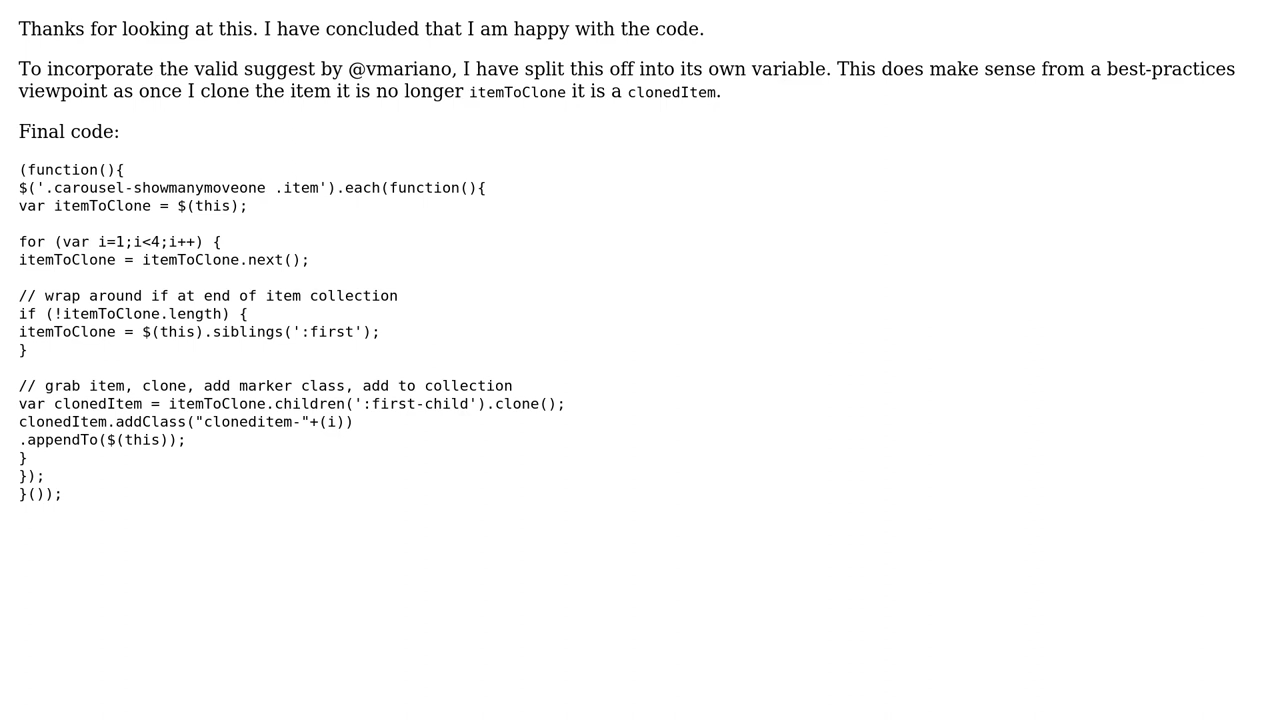 Thanks for looking at this. I have concluded that I am happy with the code.
To incorporate the valid suggest by @vmariano, I have split this off into its own variable. This does make sense from a best-practices
viewpoint as once I clone the item it is no longer itemToClone it is a clonedItem.
Final code:
(function(){
$('.carousel-showmanymoveone .item').each(function(){
var itemToClone = $(this);
for (var i=1;i<4;i++) {
itemToClone = itemToClone.next();
// wrap around if at end of item collection
if (!itemToClone.length) {
itemToClone = $(this).siblings(':first');
}
// grab item, clone, add marker class, add to collection
var clonedItem = itemToClone.children(':first-child').clone();
clonedItem.addClass("cloneditem-"+(i))
.appendTo($(this));
}
});
}());